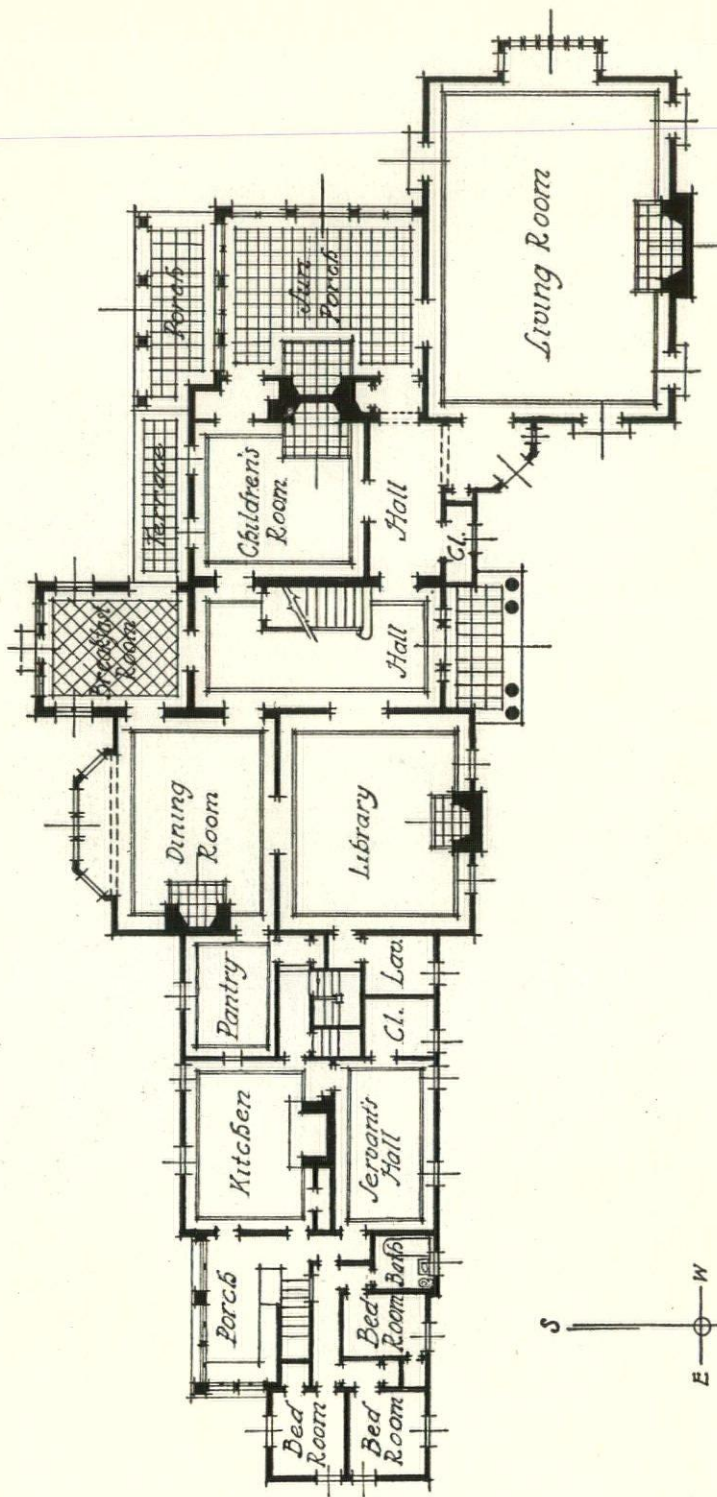 Breakfast
Room
Terrace
Porch
Dining
Room
Sun
Porch
Porch
Kitchen
Pantry
Children's
Room
Bed
Room
Bed
Room
Bed
Room
Bath
Servant's
Hall
Cl.
Lav.
Library
Hall
Hall
Cl.
Living Room
S
E
W